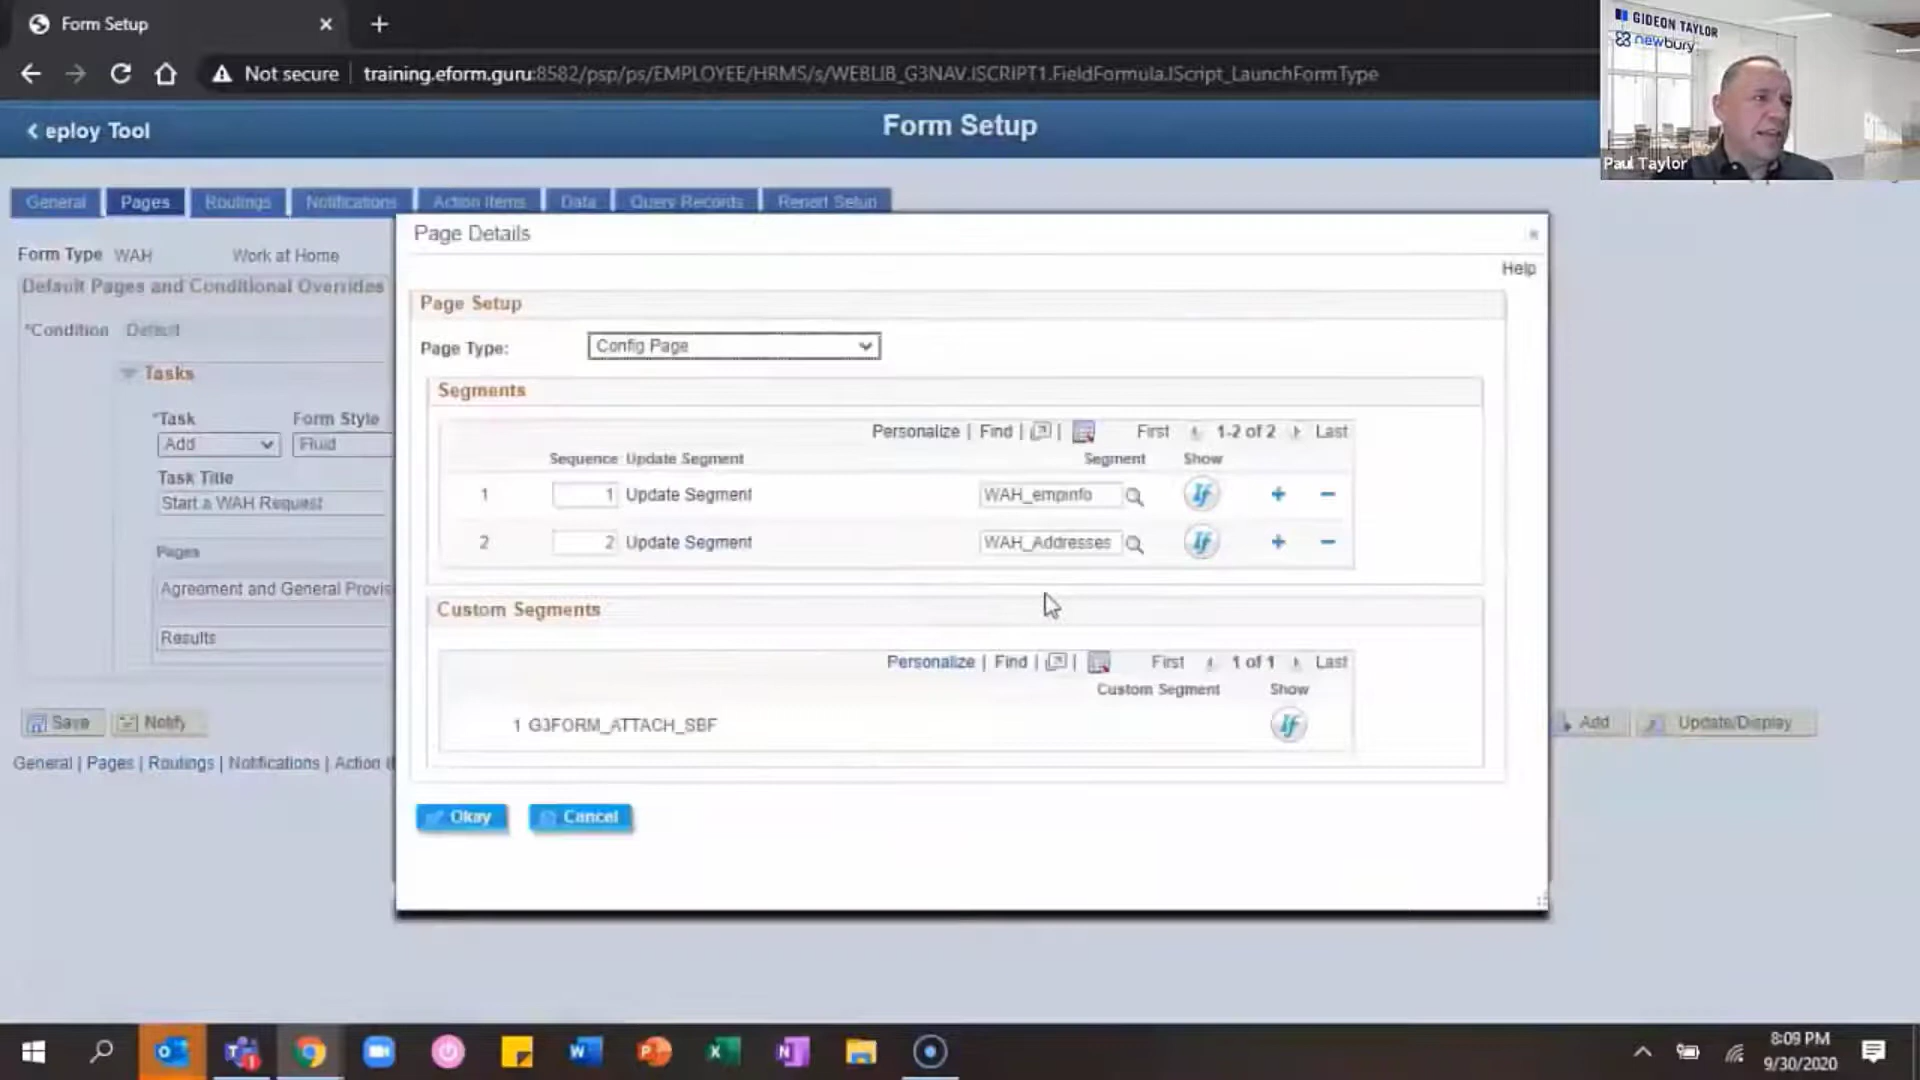 Form Setup
Not secure
training.eform.guru:8582/psp/ps/EMPLOYEE/HRMS/s/WEBLIB_G3NAV.ISCRIPT1.FieldFormula.IScript_LaunchFormType
GIDEON TAYLOR
newbury
Paul Taylor
eploy Tool
Form Setup
General
Pages
Routings
Notifications
Action Items
Data
Query Records
Report Setup
Form Type WAH Work at Home
Default Pages and Conditional Overrides
*Condition Default
Tasks
*Task Form Style
Add Fluid
Task Title
Start a WAH Request
Pages
Agreement and General Provis
Results
Save
Notify
Add
Update/Display
General | Pages | Routings | Notifications | Action I
Page Details
Help
Page Setup
Page Type: Config Page
Segments
Personalize | Find | First 1-2 of 2 Last
Sequence Update Segment Segment Show
1 1 Update Segment WAH_empinfo If + −
2 2 Update Segment WAH_Addresses If + −
Custom Segments
Personalize | Find | First 1 of 1 Last
Custom Segment Show
1 G3FORM_ATTACH_SBF If
Okay
Cancel
8:09 PM
9/30/2020